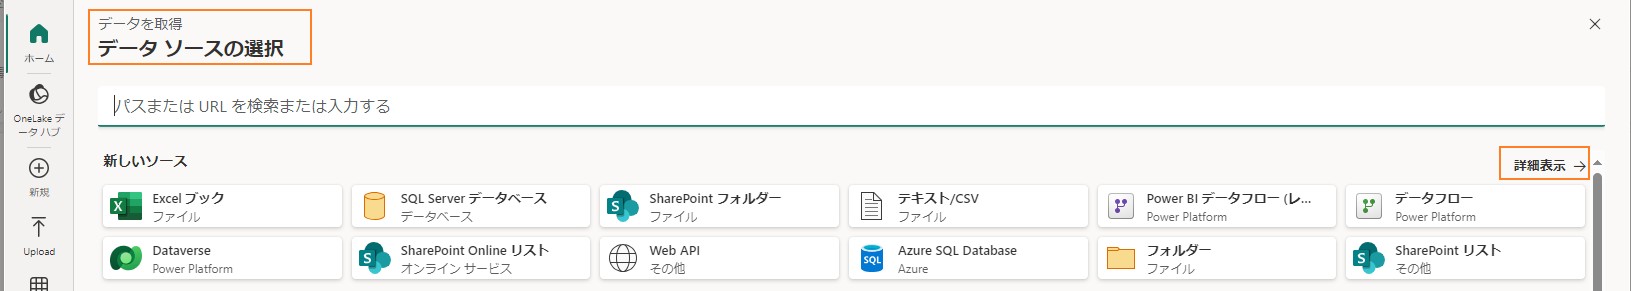 ホーム
OneLake デ
ータ ハブ
新規
Upload
データを取得
データ ソースの選択
パスまたは URL を検索または入力する
新しいソース
詳細表示 →
Excel ブック
ファイル
SQL Server データベース
データベース
SharePoint フォルダー
ファイル
テキスト/CSV
ファイル
Power BI データフロー (レ...
Power Platform
データフロー
Power Platform
Dataverse
Power Platform
SharePoint Online リスト
オンライン サービス
Web API
その他
SQL
Azure SQL Database
Azure
フォルダー
ファイル
SharePoint リスト
その他